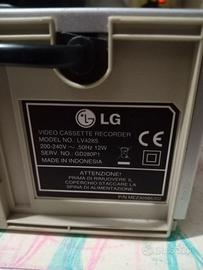 LG
VIDEO CASSETTE RECORDER
MODEL NO. : LV4285
200-240V ~ , 50Hz 12W
SERV. NO. : GD280P1
MADE IN INDONESIA
ATTENZIONE!
PRIMA DI RIMUOVERE IL
COPERCHIO STACCARE LA
SPINA DI ALIMENTAZIONE.